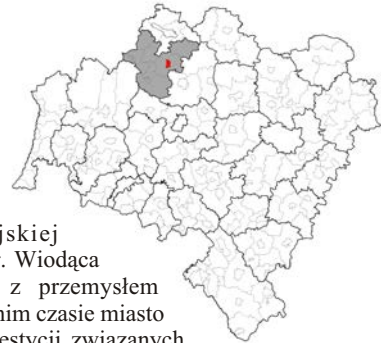 jskiej
. Wiodąca
z przemysłem
nim czasie miasto
estycji związanych